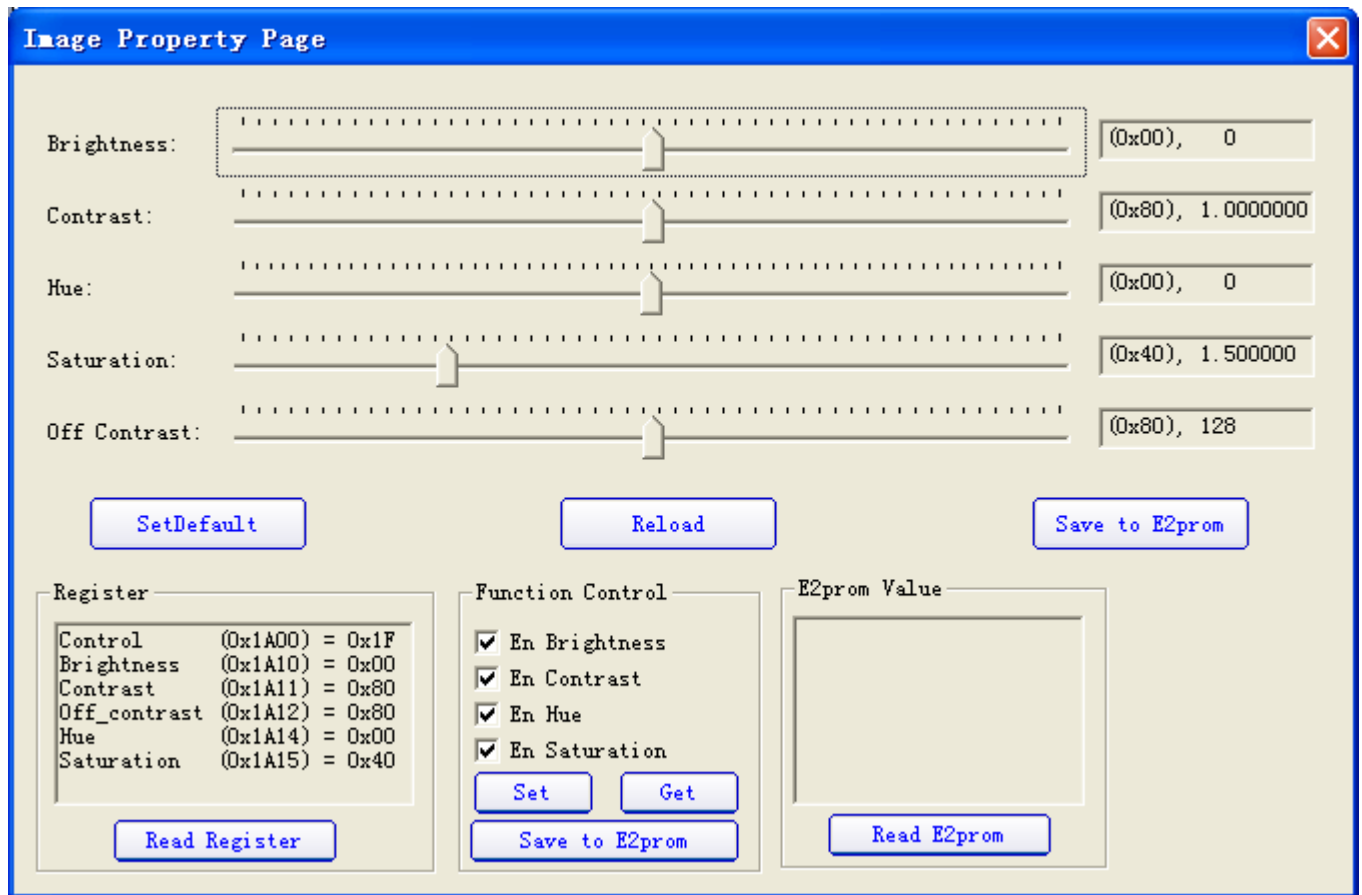 Image Property Page
Brightness: (0x00), 0
Contrast: (0x80), 1.0000000
Hue: (0x00), 0
Saturation: (0x40), 1.500000
Off Contrast: (0x80), 128
SetDefault Reload Save to E2prom
Register
Control (0x1A00) = 0x1F
Brightness (0x1A10) = 0x00
Contrast (0x1A11) = 0x80
Off_contrast (0x1A12) = 0x80
Hue (0x1A14) = 0x00
Saturation (0x1A15) = 0x40
Read Register
Function Control
En Brightness
En Contrast
En Hue
En Saturation
Set Get
Save to E2prom
E2prom Value
Read E2prom